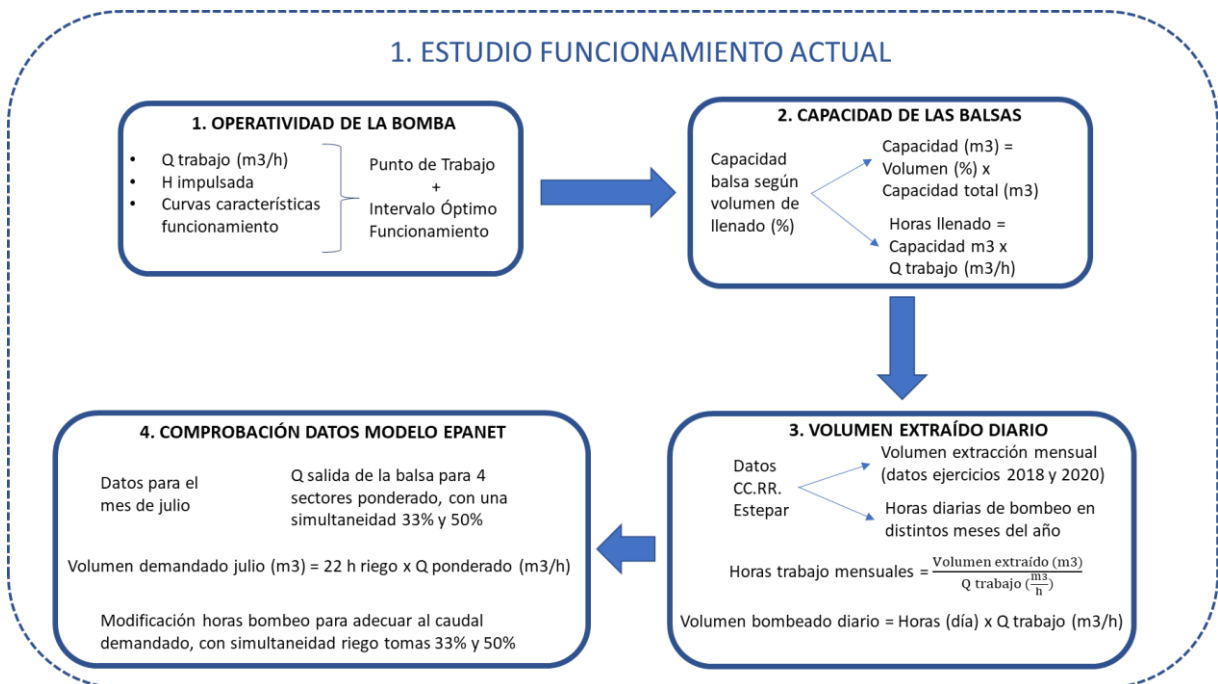 1. ESTUDIO FUNCIONAMIENTO ACTUAL
1. OPERATIVIDAD DE LA BOMBA
• Q trabajo (m3/h)
• H impulsada
• Curvas características
funcionamiento
Punto de Trabajo
+
Intervalo Óptimo
Funcionamiento
2. CAPACIDAD DE LAS BALSAS
Capacidad
balsa según
volumen de
llenado (%)
Capacidad (m3) =
Volumen (%) x
Capacidad total (m3)
Horas llenado =
Capacidad m3 x
Q trabajo (m3/h)
3. VOLUMEN EXTRAÍDO DIARIO
Datos
CC.RR.
Estepar
Volumen extracción mensual
(datos ejercicios 2018 y 2020)
Horas diarias de bombeo en
distintos meses del año
Horas trabajo mensuales = Volumen extraído (m3) / Q trabajo (m3/h)
Volumen bombeado diario = Horas (día) x Q trabajo (m3/h)
4. COMPROBACIÓN DATOS MODELO EPANET
Datos para el
mes de julio
Q salida de la balsa para 4
sectores ponderado, con una
simultaneidad 33% y 50%
Volumen demandado julio (m3) = 22 h riego x Q ponderado (m3/h)
Modificación horas bombeo para adecuar al caudal
demandado, con simultaneidad riego tomas 33% y 50%